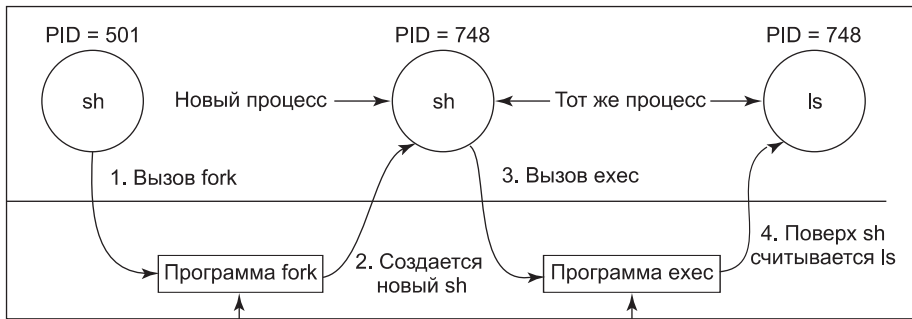 PID = 501
PID = 748
PID = 748
sh
Новый процесс
sh
Тот же процесс
ls
1. Вызов fork
3. Вызов exec
Программа fork
2. Создается
новый sh
Программа exec
4. Поверх sh
считывается ls